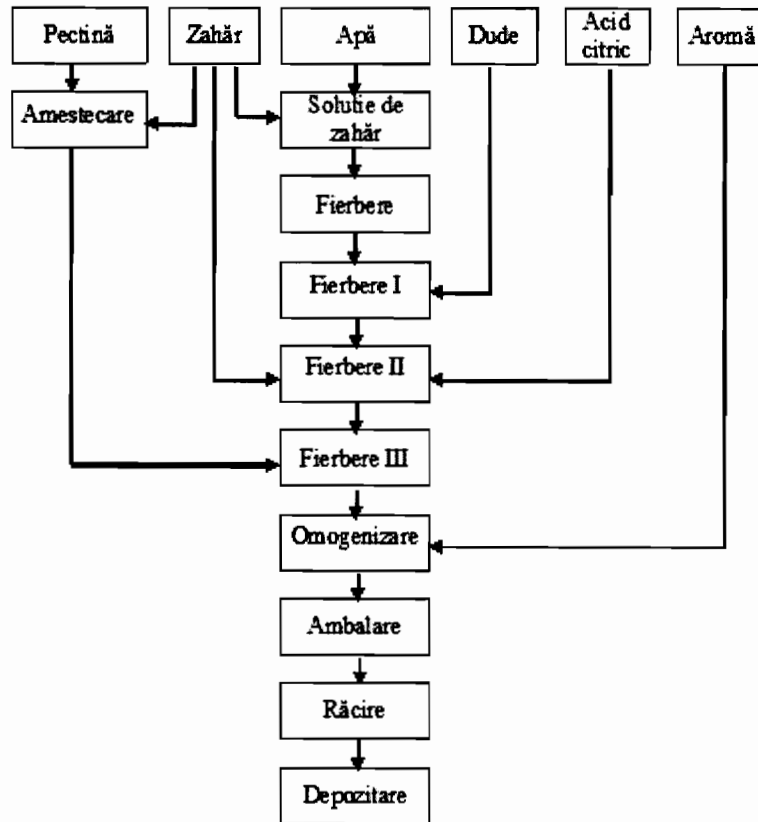 Pectină
Zahăr
Apă
Dude
Acid
citric
Aromă
Amestecare
Solutie de
zahăr
Fierbere
Fierbere I
Fierbere II
Fierbere III
Omogenizare
Ambalare
Răcire
Depozitare